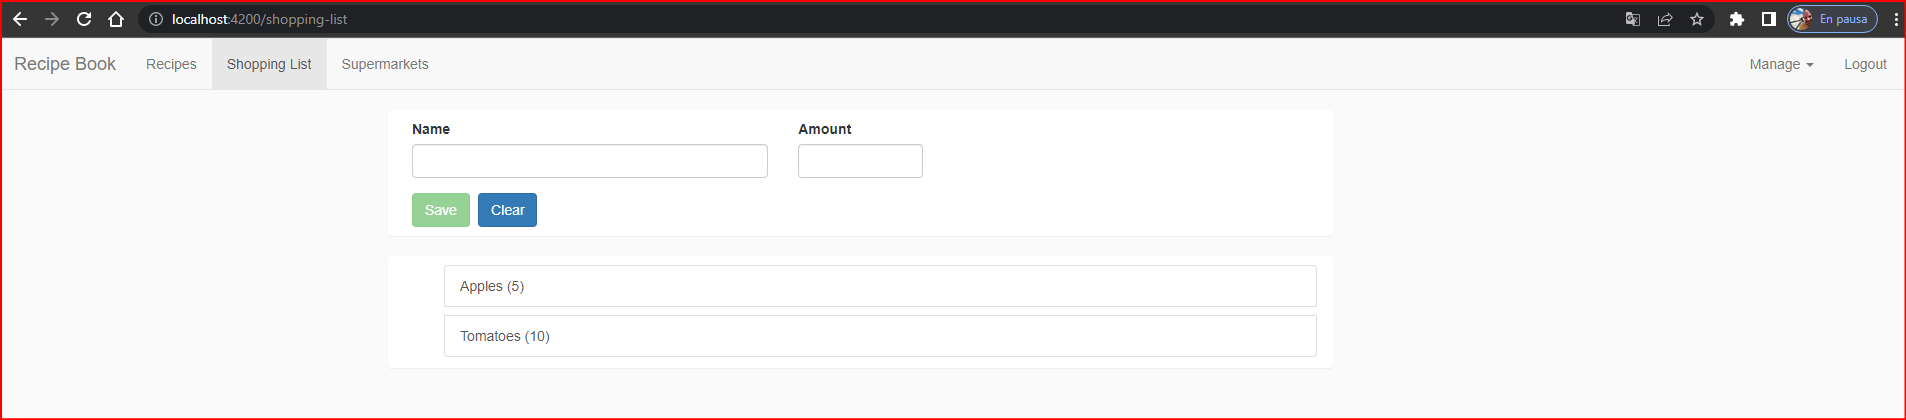 localhost:4200/shopping-list
En pausa
Recipe Book Recipes Shopping List Supermarkets Manage Logout
Name Amount
Save Clear
Apples (5)
Tomatoes (10)